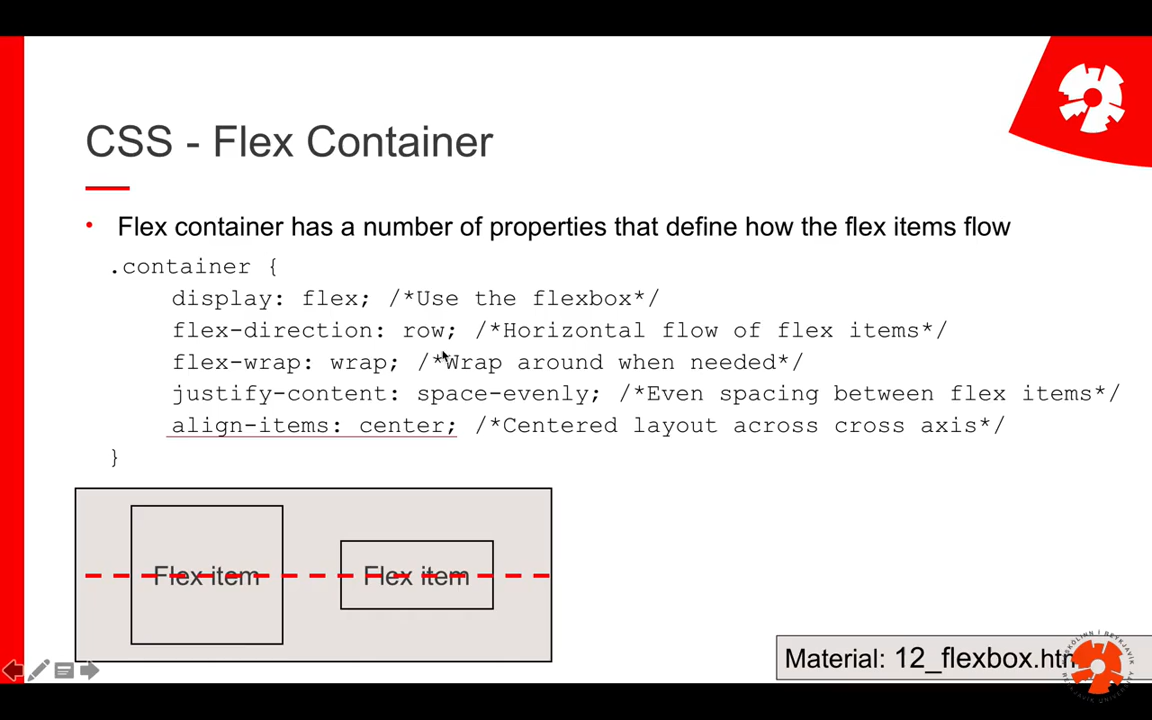 CSS - Flex Container
• Flex container has a number of properties that define how the flex items flow
.container {
display: flex; /*Use the flexbox*/
flex-direction: row; /*Horizontal flow of flex items*/
flex-wrap: wrap; /*Wrap around when needed*/
justify-content: space-evenly; /*Even spacing between flex items*/
align-items: center; /*Centered layout across cross axis*/
}
Flex item Flex item
Material: 12_flexbox.htm